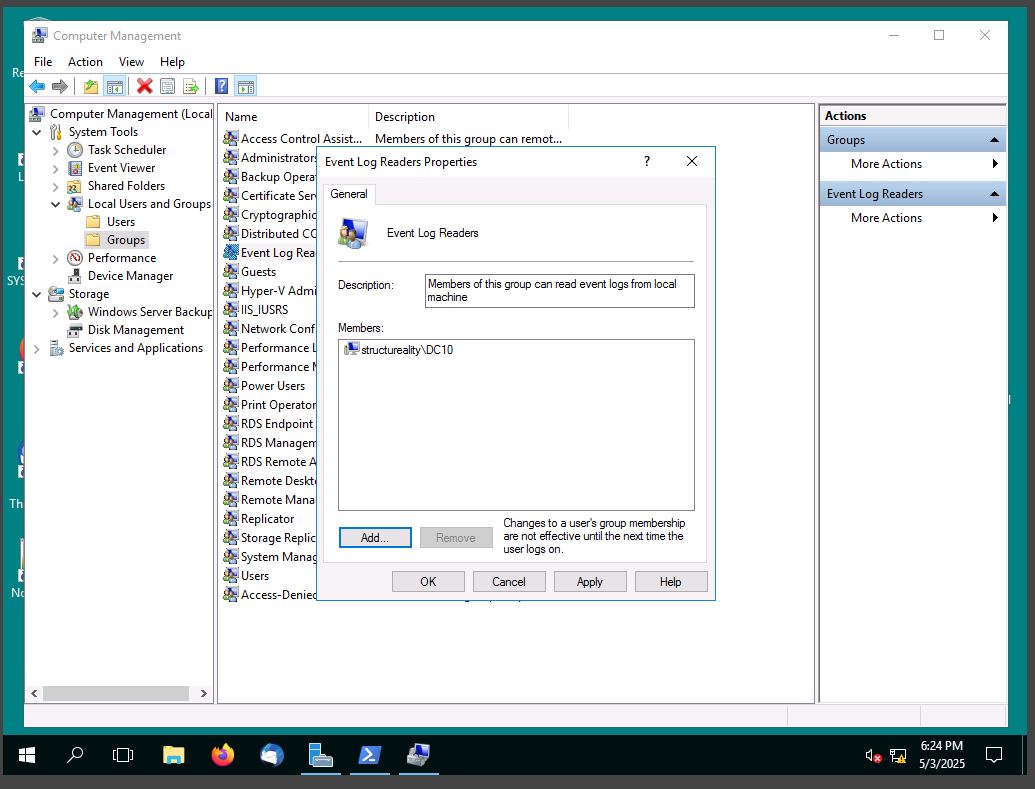 Computer Management
File Action View Help
Computer Management (Local
System Tools
Task Scheduler
Event Viewer
Shared Folders
Local Users and Groups
Users
Groups
Performance
Device Manager
Storage
Windows Server Backup
Disk Management
Services and Applications
Name Description
Access Control Assist... Members of this group can remot...
Administrators
Backup Opera
Certificate Ser
Cryptographic
Distributed CO
Event Log Rea
Guests
Hyper-V Admi
IIS_IUSRS
Network Conf
Performance L
Performance M
Power Users
Print Operator
RDS Endpoint
RDS Managem
RDS Remote A
Remote Deskt
Remote Mana
Replicator
Storage Replic
System Manag
Users
Access-Denied
Event Log Readers Properties
?
General
Event Log Readers
Description: Members of this group can read event logs from local
machine
Members:
structureality\DC10
Add... Remove
Changes to a user's group membership
are not effective until the next time the
user logs on.
OK Cancel Apply Help
Actions
Groups
More Actions
Event Log Readers
More Actions
Re
L
SYS
Th
No
6:24 PM
5/3/2025